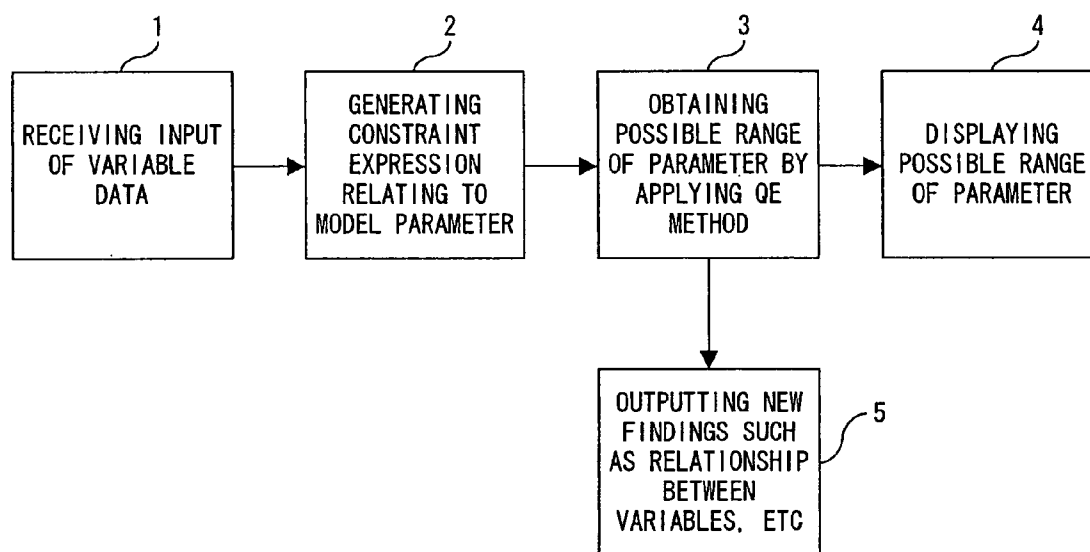 1
RECEIVING INPUT
OF VARIABLE
DATA
2
GENERATING
CONSTRAINT
EXPRESSION
RELATING TO
MODEL PARAMETER
3
OBTAINING
POSSIBLE RANGE
OF PARAMETER BY
APPLYING QE
METHOD
4
DISPLAYING
POSSIBLE RANGE
OF PARAMETER
5
OUTPUTTING NEW
FINDINGS SUCH
AS RELATIONSHIP
BETWEEN
VARIABLES, ETC